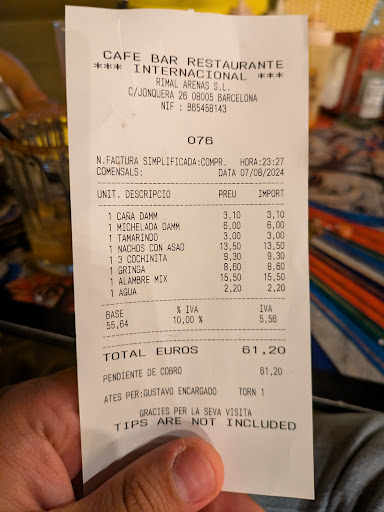 CAFE BAR RESTAURANTE
*** INTERNACIONAL ***
RIMAL ARENAS S.L.
C/JONQUERA 26 08005 BARCELONA
NIF : B65458143
076
N.FACTURA SIMPLIFICADA:COMPR. HORA:23:27
COMENSALS: DATA 07/08/2024
UNIT. DESCRIPCIO PREU IMPORT
1 CAÑA DAMM 3,10 3,10
1 MICHELADA DAMM 6,00 6,00
1 TAMARINDO 3,00 3,00
1 NACHOS CON ASAD 13,50 13,50
1 3 COCHINITA 9,30 9,30
1 GRINGA 8,60 8,60
1 ALAMBRE MIX 15,50 15,50
1 AGUA 2,20 2,20
BASE % IVA IVA
55,64 10,00 % 5,56
TOTAL EUROS 61,20
PENDIENTE DE COBRO 61,20
ATES PER:GUSTAVO ENCARGADO TORN 1
GRACIES PER LA SEVA VISITA
TIPS ARE NOT INCLUDED